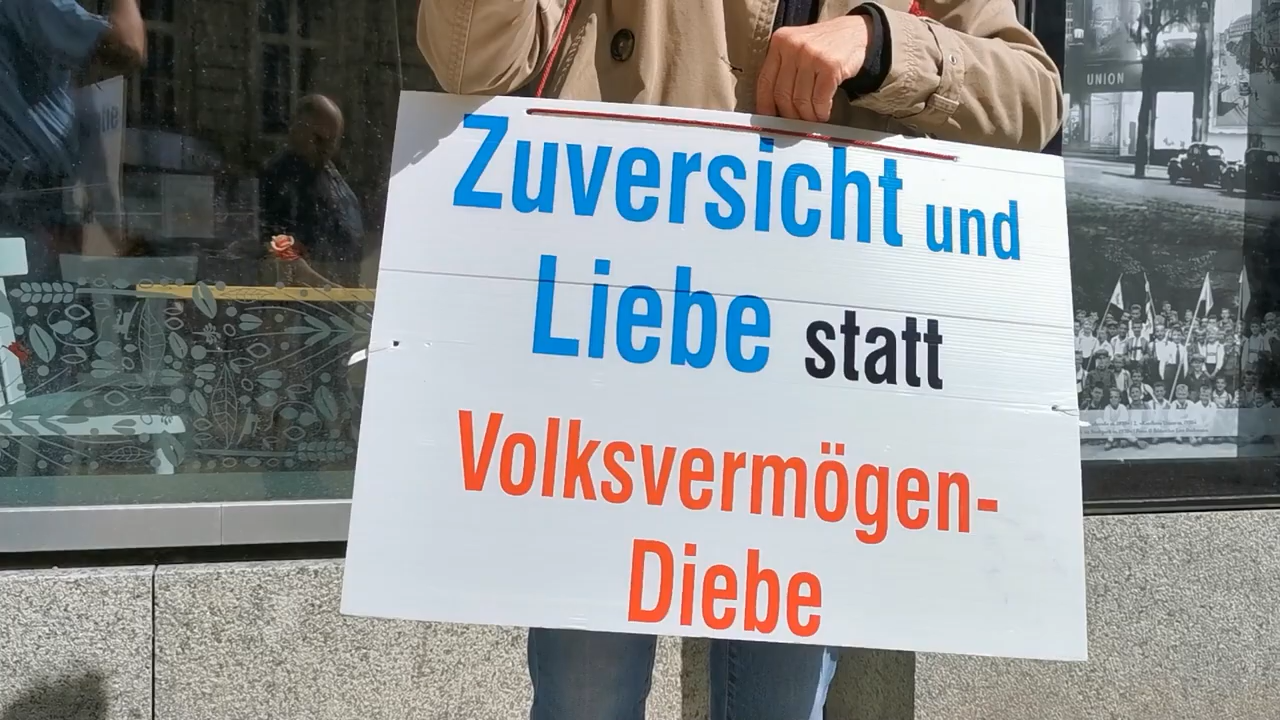 UNION
Zuversicht und
Liebe statt
Volksvermögen-
Diebe